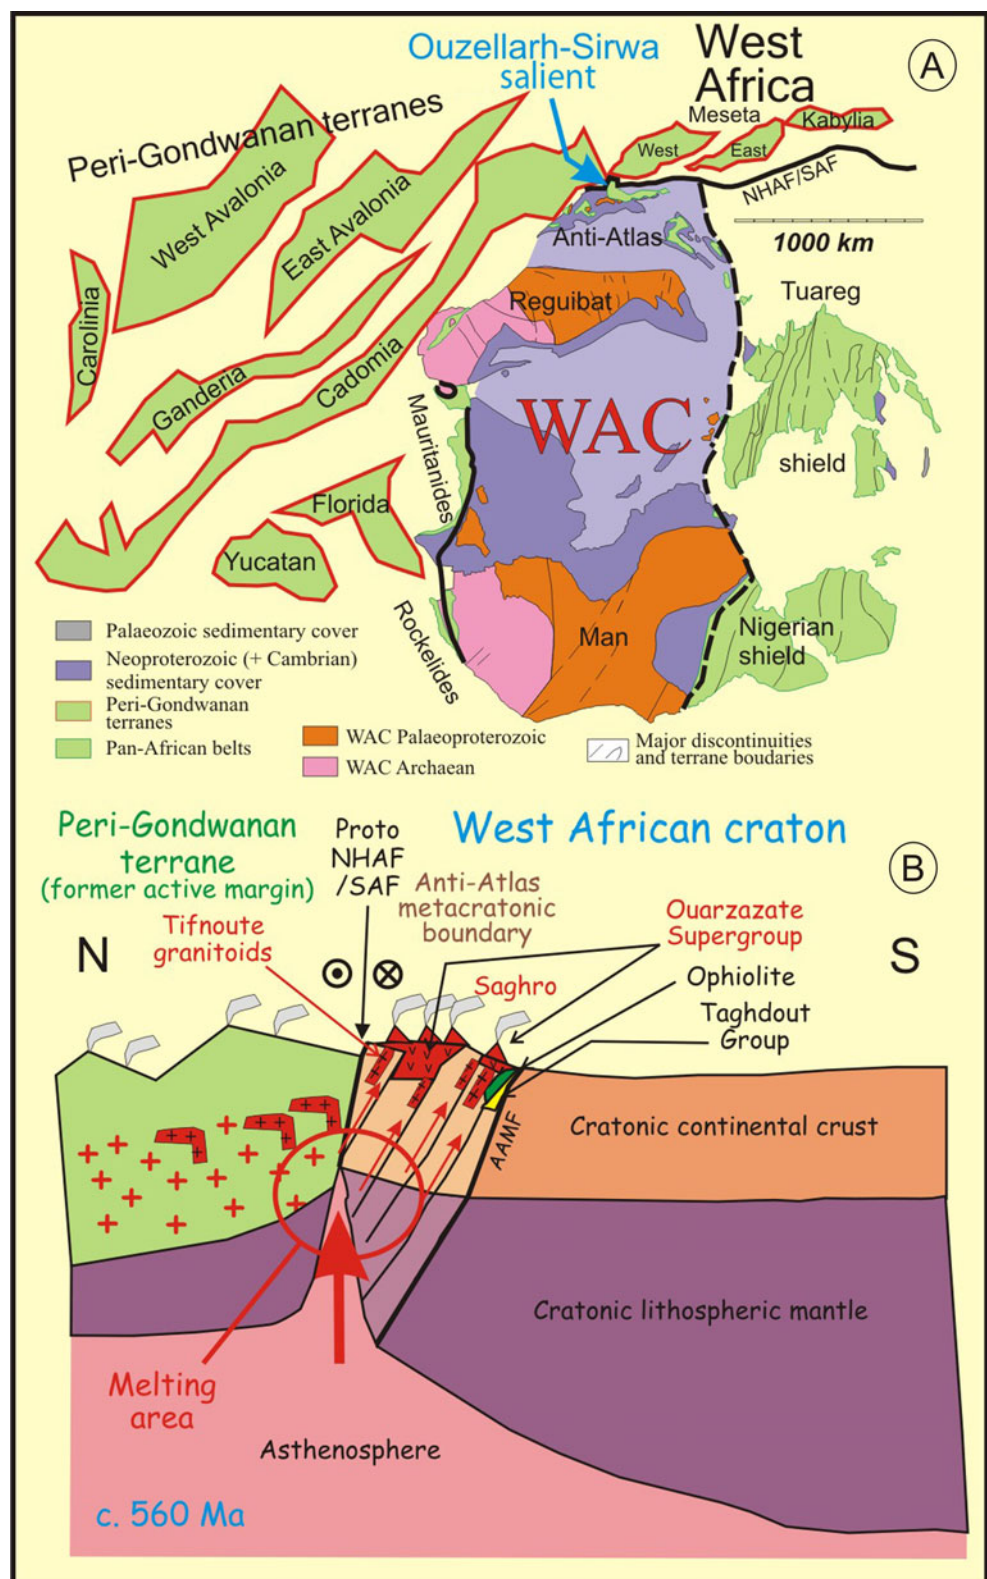 Ouzellarh-Sirwa
salient
West
Africa
A
Peri-Gondwanan terranes
Meseta
Kabylia
West
East
NHAF/SAF
West Avalonia
East Avalonia
Anti-Atlas
1000 km
Carolinia
Reguibat
Tuareg
Ganderia
Cadomia
Mauritanides
WAC
shield
Florida
Yucatan
Rockelides
Man
Nigerian
shield
Palaeozoic sedimentary cover
Neoproterozoic (+ Cambrian)
sedimentary cover
Peri-Gondwanan
terranes
Pan-African belts
WAC Palaeoproterozoic
WAC Archaean
Major discontinuities
and terrane boudaries
Peri-Gondwanan
terrane
(former active margin)
Proto
NHAF
/SAF
West African craton
B
Anti-Atlas
metacratonic
boundary
Tifnoute
granitoids
Ouarzazate
Supergroup
N
S
Saghro
Ophiolite
Taghdout
Group
AAMF
Cratonic continental crust
Cratonic lithospheric mantle
Melting
area
Asthenosphere
c. 560 Ma